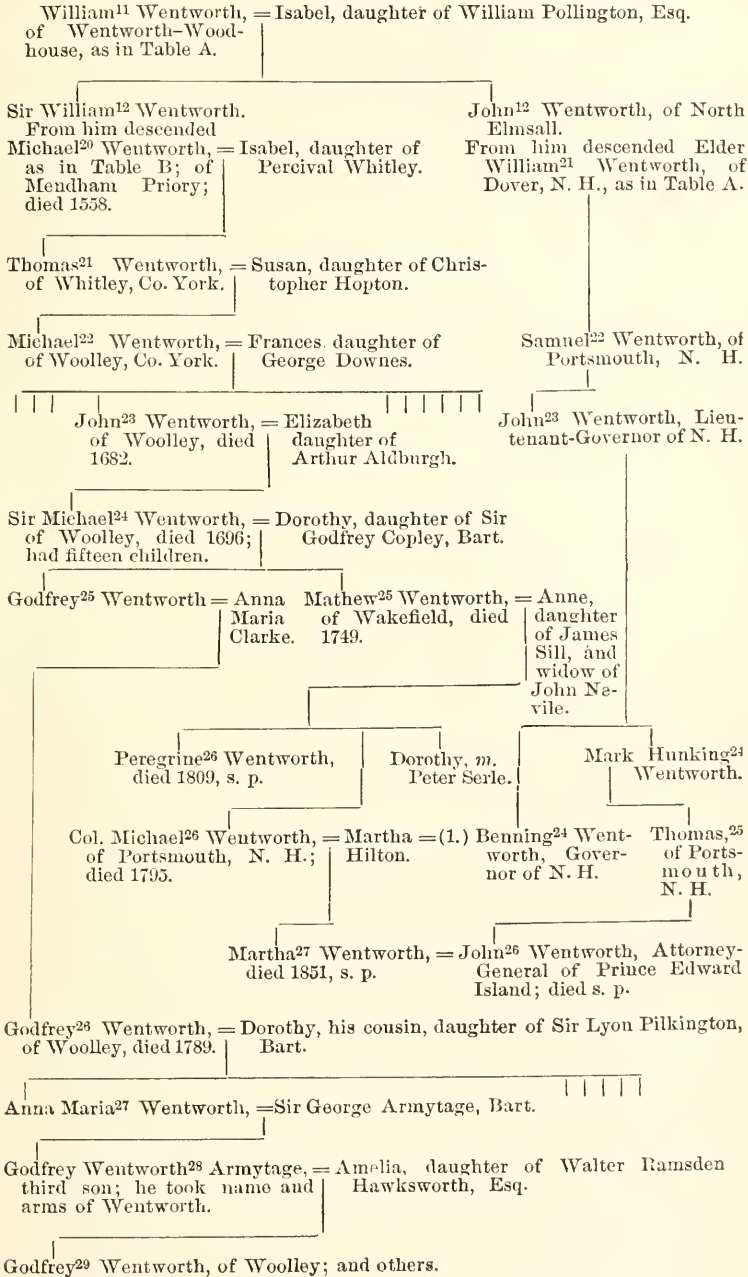 William¹¹ Wentworth, = Isabel, daughter of William Pollington, Esq.
of Wentworth-Wood-
house, as in Table A.
Sir William¹² Wentworth.
From him descended
Michael²⁰ Wentworth, = Isabel, daughter of
as in Table B; of Percival Whitley.
Mendham Priory;
died 1558.
John¹² Wentworth, of North
Elmsall.
From him descended Elder
William²¹ Wentworth, of
Dover, N. H., as in Table A.
Thomas²¹ Wentworth, = Susan, daughter of Chris-
of Whitley, Co. York. topher Hopton.
Michael²² Wentworth, = Frances. daughter of
of Woolley, Co. York. George Downes.
Samuel²² Wentworth, of
Portsmouth, N. H.
John²³ Wentworth, = Elizabeth
of Woolley, died daughter of
1682. Arthur Aldburgh.
John²³ Wentworth, Lieu-
tenant-Governor of N. H.
Sir Michael²⁴ Wentworth, = Dorothy, daughter of Sir
of Woolley, died 1696; Godfrey Copley, Bart.
had fifteen children.
Godfrey²⁵ Wentworth = Anna
Maria
Clarke.
Mathew²⁵ Wentworth, = Anne,
of Wakefield, died daughter
1749. of James
Sill, and
widow of
John Ne-
vile.
Peregrine²⁶ Wentworth,
died 1809, s. p.
Dorothy, m.
Peter Serle.
Mark Hunking²⁴
Wentworth.
Col. Michael²⁶ Wentworth, = Martha =(1.) Benning²⁴ Went-
of Portsmouth, N. H.; Hilton. worth, Gover-
died 1795. nor of N. H.
Thomas,²⁵
of Ports-
mouth,
N. H.
Martha²⁷ Wentworth, = John²⁶ Wentworth, Attorney-
died 1851, s. p. General of Prince Edward
Island; died s. p.
Godfrey²⁶ Wentworth, = Dorothy, his cousin, daughter of Sir Lyon Pilkington,
of Woolley, died 1789. Bart.
Anna Maria²⁷ Wentworth, =Sir George Armytage, Bart.
Godfrey Wentworth²⁸ Armytage, = Amelia, daughter of Walter Ramsden
third son; he took name and Hawksworth, Esq.
arms of Wentworth.
Godfrey²⁹ Wentworth, of Woolley; and others.